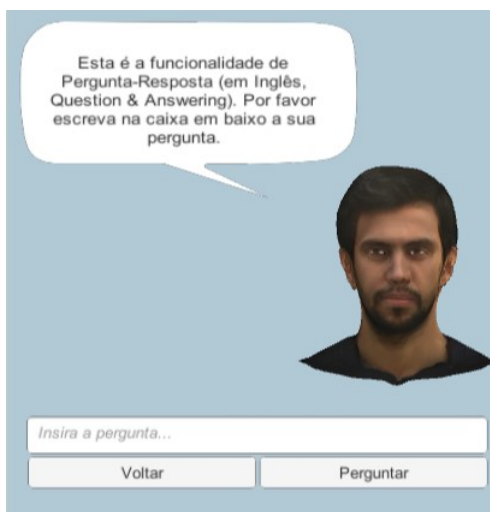 Esta é a funcionalidade de
Pergunta-Resposta (em Inglês,
Question & Answering). Por favor
escreva na caixa em baixo a sua
pergunta.
Insira a pergunta...
Voltar Perguntar